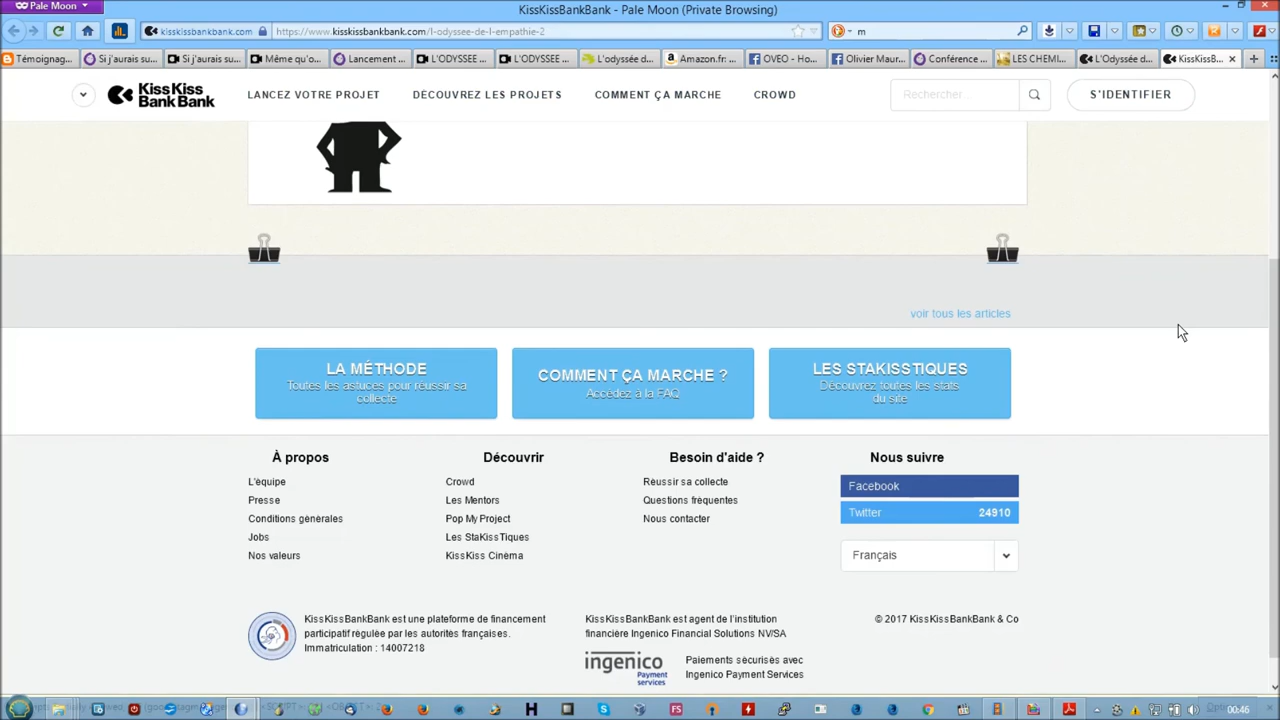 Pale Moon
KissKissBankBank - Pale Moon (Private Browsing)
kisskissbankbank.com
https://www.kisskissbankbank.com/l-odyssee-de-l-empathie-2
m
Témoignag...
Si j'aurais su...
Si j'aurais su...
Même qu'o...
Lancement ...
L'ODYSSEE ...
L'ODYSSEE ...
L'odyssée d...
Amazon.fr: ...
OVEO - Ho...
Olivier Maur...
Conférence ...
LES CHEMI...
L'Odyssée d...
KissKissB...
KissKiss
BankBank
LANCEZ VOTRE PROJET
DÉCOUVREZ LES PROJETS
COMMENT ÇA MARCHE
CROWD
Rechercher...
S'IDENTIFIER
voir tous les articles
LA MÉTHODE
Toutes les astuces pour réussir sa
collecte
COMMENT ÇA MARCHE ?
Accédez à la FAQ
LES STAKISSTIQUES
Découvrez toutes les stats
du site
À propos
L'équipe
Presse
Conditions générales
Jobs
Nos valeurs
Découvrir
Crowd
Les Mentors
Pop My Project
Les StaKissTiques
KissKiss Cinéma
Besoin d'aide ?
Réussir sa collecte
Questions fréquentes
Nous contacter
Nous suivre
Facebook
Twitter 24910
Français
KissKissBankBank est une plateforme de financement
participatif régulée par les autorités françaises.
Immatriculation : 14007218
KissKissBankBank est agent de l'institution
financière Ingenico Financial Solutions NV/SA
ingenico
Payment
services
Paiements sécurisés avec
Ingenico Payment Services
© 2017 KissKissBankBank & Co
00:46